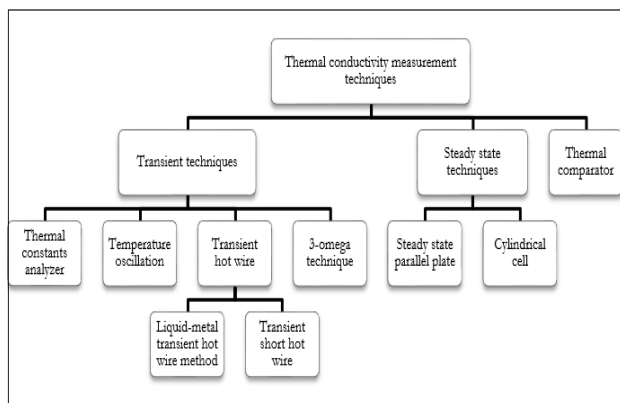 Thermal conductivity measurement
techniques
Transient techniques
Steady state
techniques
Thermal
comparator
Thermal
constants
analyzer
Temperature
oscillation
Transient
hot wire
3-omega
technique
Steady state
parallel plate
Cylindrical
cell
Liquid-metal
transient hot
wire method
Transient
short hot
wire